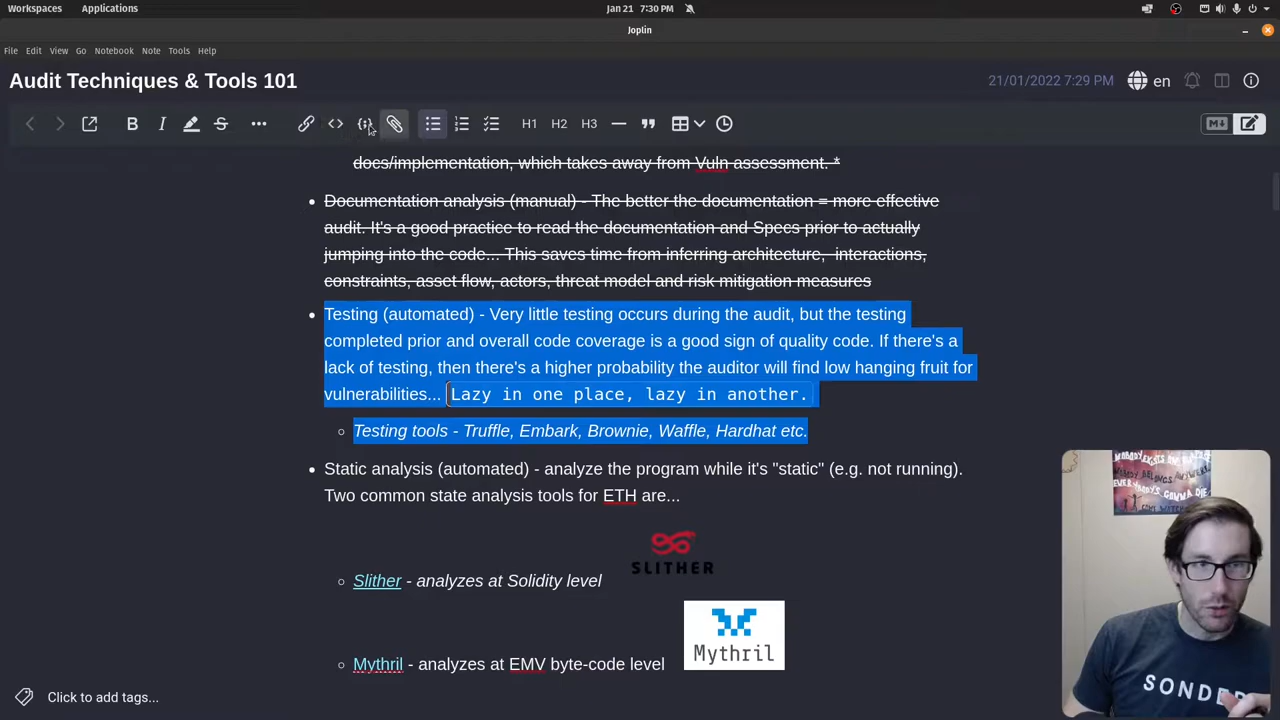 Workspaces Applications Jan 21 7:30 PM
Joplin
File Edit View Go Notebook Note Tools Help
Audit Techniques & Tools 101 21/01/2022 7:29 PM en
B I S H1 H2 H3
docs/implementation, which takes away from Vuln assessment. *
Documentation analysis (manual) - The better the documentation = more effective
audit. It's a good practice to read the documentation and Specs prior to actually
jumping into the code... This saves time from inferring architecture, interactions,
constraints, asset flow, actors, threat model and risk mitigation measures
Testing (automated) - Very little testing occurs during the audit, but the testing
completed prior and overall code coverage is a good sign of quality code. If there's a
lack of testing, then there's a higher probability the auditor will find low hanging fruit for
vulnerabilities... Lazy in one place, lazy in another.
Testing tools - Truffle, Embark, Brownie, Waffle, Hardhat etc.
Static analysis (automated) - analyze the program while it's "static" (e.g. not running).
Two common state analysis tools for ETH are...
SLITHER
Slither - analyzes at Solidity level
Mythril
Mythril - analyzes at EMV byte-code level
Click to add tags...
SONDER